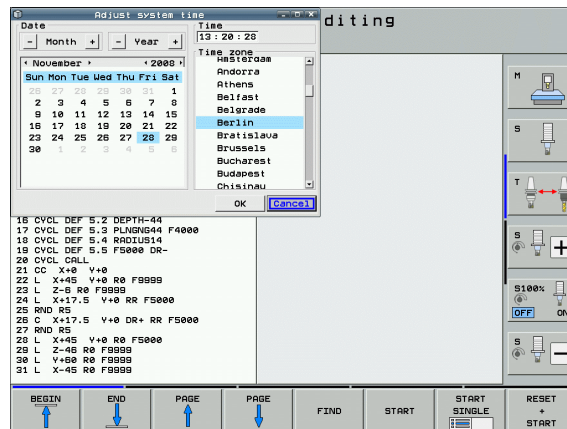 Adjust system time
diting
Date
Time
- Month + - Year +
13:20:28
Time zone
November 2008
Sun Mon Tue Wed Thu Fri Sat
26 27 28 29 30 31 1
2 3 4 5 6 7 8
9 10 11 12 13 14 15
16 17 18 19 20 21 22
23 24 25 26 27 28 29
30 1 2 3 4 5 6
Amsterdam
Andorra
Athens
Belfast
Belgrade
Berlin
Bratislava
Brussels
Bucharest
Budapest
Chisinau
OK Cancel
16 CYCL DEF 5.2 DEPTH-44
17 CYCL DEF 5.3 PLNGNG44 F4000
18 CYCL DEF 5.4 RADIUS14
19 CYCL DEF 5.5 F5000 DR-
20 CYCL CALL
21 CC X+0 Y+0
22 L X+45 Y+0 R0 F9999
23 L Z-6 R0 F9999
24 L X+17.5 Y+0 RR F5000
25 RND R5
26 C X+17.5 Y+0 DR+ RR F5000
27 RND R5
28 L X+45 Y+0 R0 F5000
29 L Z-46 R0 F9999
30 L Y+60 R0 F9999
31 L X-45 R0 F9999
M
S
T
S
+
S100%
OFF ON
S
-
BEGIN
END
PAGE
PAGE
FIND
START
START
SINGLE
RESET
+
START